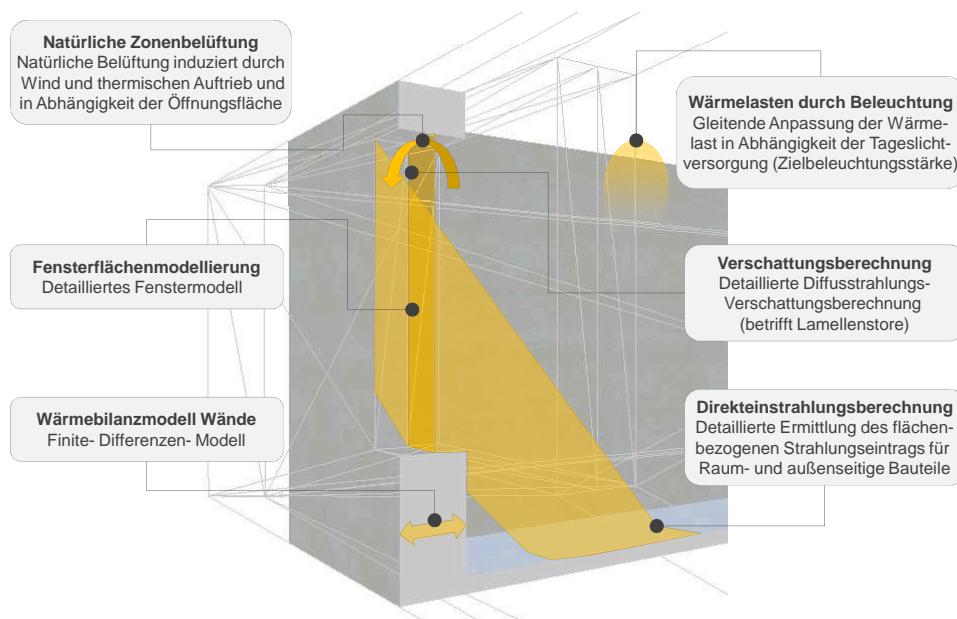 Natürliche Zonenbelüftung
Natürliche Belüftung induziert durch
Wind und thermischen Auftrieb und
in Abhängigkeit der Öffnungsfläche
Fensterflächenmodellierung
Detailliertes Fenstermodell
Wärmebilanzmodell Wände
Finite- Differenzen- Modell
Wärmelasten durch Beleuchtung
Gleitende Anpassung der Wärme-
last in Abhängigkeit der Tageslicht-
versorgung (Zielbeleuchtungsstärke)
Verschattungsberechnung
Detaillierte Diffusstrahlungs-
Verschattungsberechnung
(betrifft Lamellenstore)
Direkteinstrahlungsberechnung
Detaillierte Ermittlung des flächen-
bezogenen Strahlungseintrags für
Raum- und außenseitige Bauteile